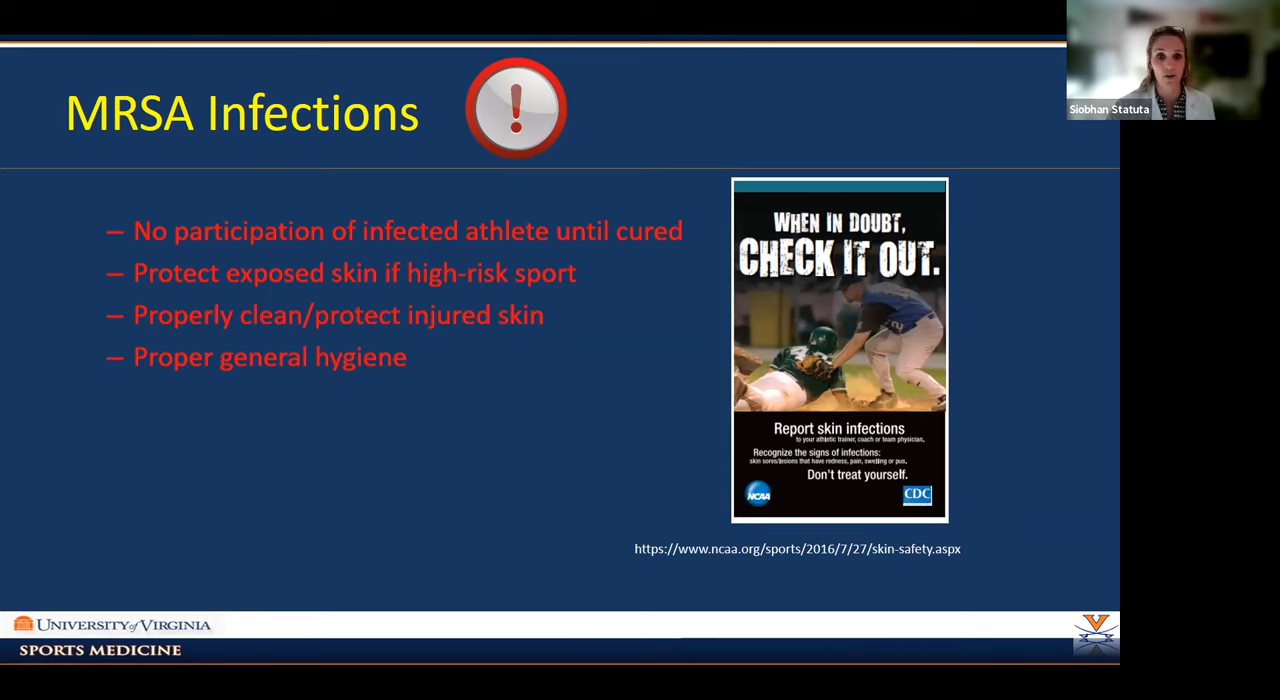 Siobhan Statuta
MRSA Infections
– No participation of infected athlete until cured
– Protect exposed skin if high-risk sport
– Properly clean/protect injured skin
– Proper general hygiene
WHEN IN DOUBT,
CHECK IT OUT.
Report skin infections
to your athletic trainer, coach or team physician.
Recognize the signs of infections:
skin sores/lesions that have redness, pain, swelling or pus.
Don't treat yourself.
NCAA
CDC
https://www.ncaa.org/sports/2016/7/27/skin-safety.aspx
UNIVERSITY of VIRGINIA
SPORTS MEDICINE